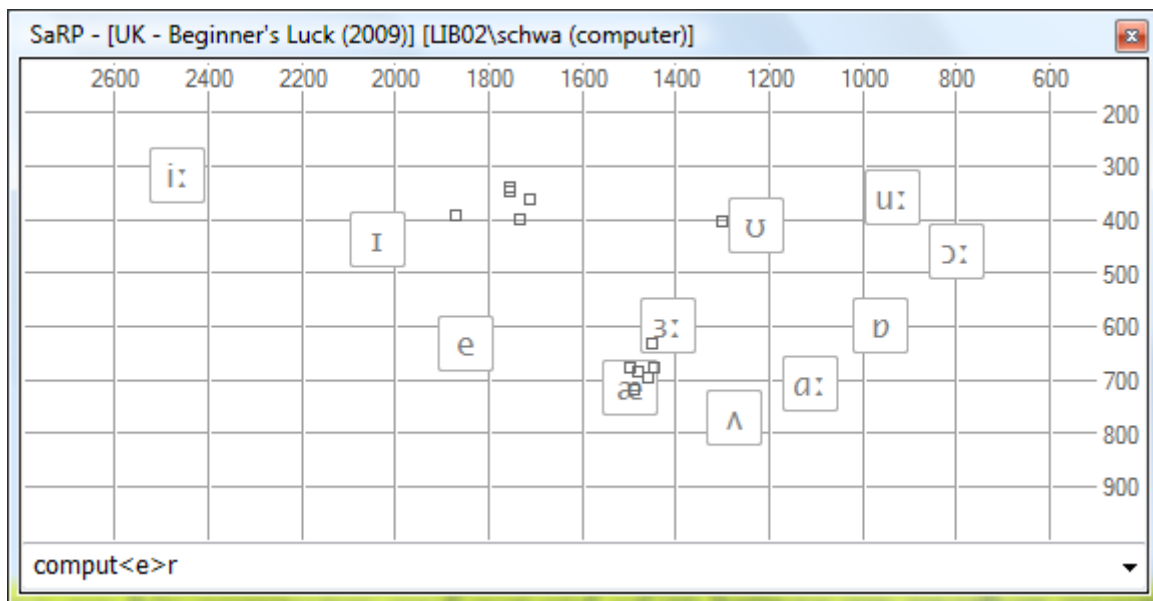 SaRP - [UK - Beginner's Luck (2009)] [LIB02\schwa (computer)]
2600 2400 2200 2000 1800 1600 1400 1200 1000 800 600
200
iː
300
uː
400
ɪ
ʊ
ɔː
500
e
ɜː
ɒ
600
æ
ɑː
700
ʌ
800
900
comput<e>r